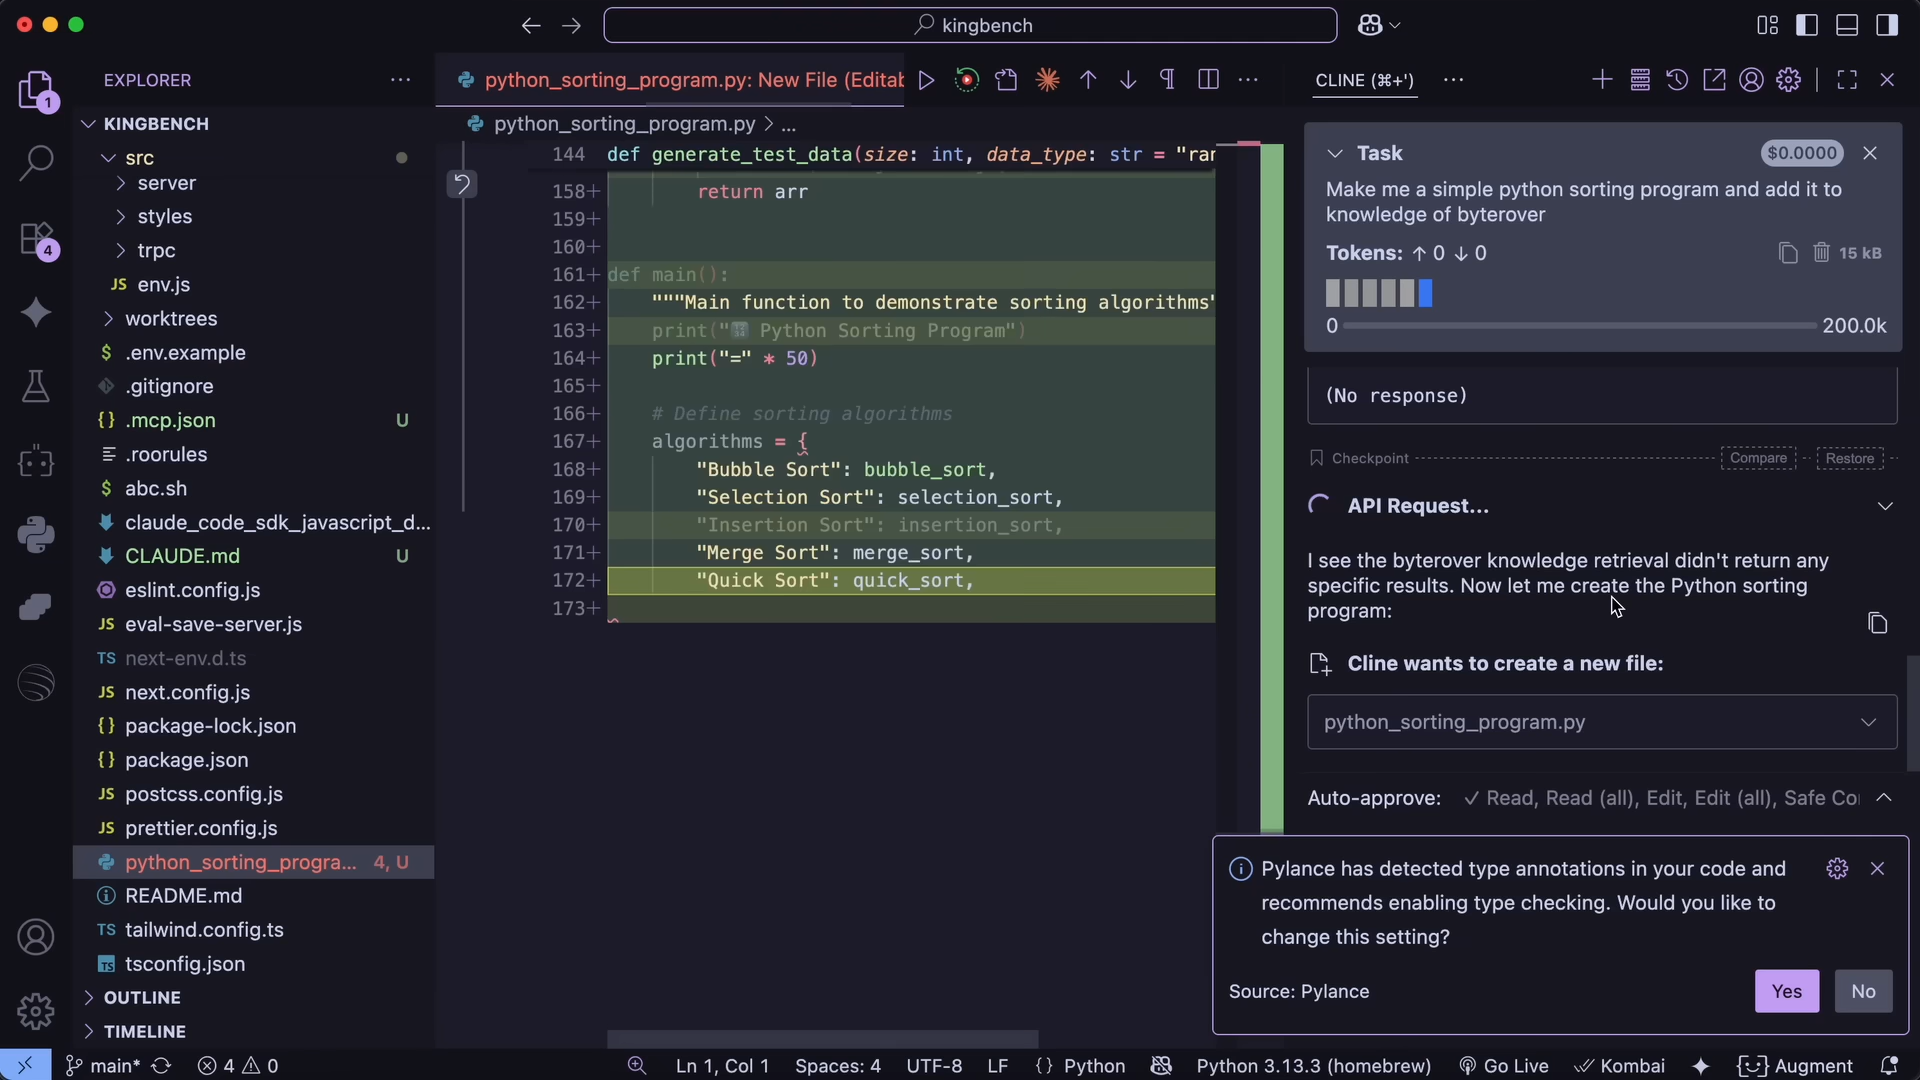 kingbench
EXPLORER
KINGBENCH
src
server
styles
trpc
JS env.js
worktrees
$ .env.example
.gitignore
{} .mcp.json U
.roorules
$ abc.sh
claude_code_sdk_javascript_d...
CLAUDE.md U
eslint.config.js
JS eval-save-server.js
TS next-env.d.ts
JS next.config.js
{} package-lock.json
{} package.json
JS postcss.config.js
JS prettier.config.js
python_sorting_progra... 4, U
README.md
TS tailwind.config.ts
TS tsconfig.json
OUTLINE
TIMELINE
1
4
python_sorting_program.py: New File (Editab
python_sorting_program.py > ...
144 def generate_test_data(size: int, data_type: str = "ran
158+ return arr
159+
160+
161+ def main():
162+ """Main function to demonstrate sorting algorithms"
163+ print(" Python Sorting Program")
164+ print("=" * 50)
165+
166+ # Define sorting algorithms
167+ algorithms = {
168+ "Bubble Sort": bubble_sort,
169+ "Selection Sort": selection_sort,
170+ "Insertion Sort": insertion_sort,
171+ "Merge Sort": merge_sort,
172+ "Quick Sort": quick_sort,
173+
CLINE (⌘+')
Task $0.0000
Make me a simple python sorting program and add it to
knowledge of byterover
Tokens: ↑ 0 ↓ 0 15 kB
0 200.0k
(No response)
Checkpoint Compare Restore
API Request...
I see the byterover knowledge retrieval didn't return any
specific results. Now let me create the Python sorting
program:
Cline wants to create a new file:
python_sorting_program.py
Auto-approve: ✓ Read, Read (all), Edit, Edit (all), Safe Co
Pylance has detected type annotations in your code and
recommends enabling type checking. Would you like to
change this setting?
Source: Pylance Yes No
main* 4 0 Ln 1, Col 1 Spaces: 4 UTF-8 LF {} Python Python 3.13.3 (homebrew) Go Live Kombai Augment